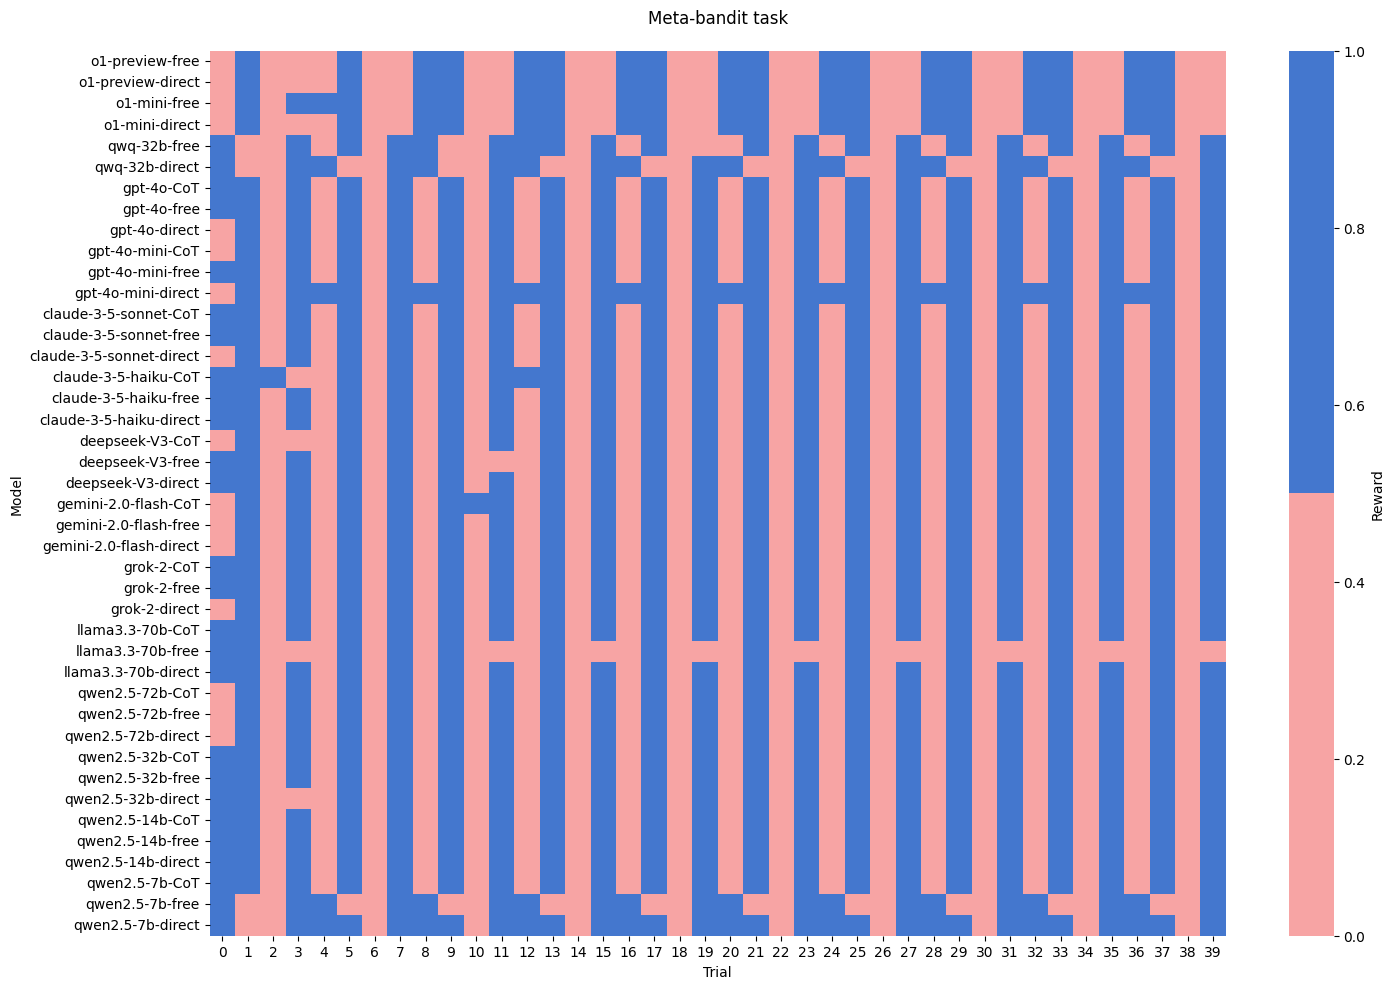 Meta-bandit task
o1-preview-free
o1-preview-direct
o1-mini-free
o1-mini-direct
qwq-32b-free
qwq-32b-direct
gpt-4o-CoT
gpt-4o-free
gpt-4o-direct
gpt-4o-mini-CoT
gpt-4o-mini-free
gpt-4o-mini-direct
claude-3-5-sonnet-CoT
claude-3-5-sonnet-free
claude-3-5-sonnet-direct
claude-3-5-haiku-CoT
claude-3-5-haiku-free
claude-3-5-haiku-direct
deepseek-V3-CoT
deepseek-V3-free
deepseek-V3-direct
gemini-2.0-flash-CoT
gemini-2.0-flash-free
gemini-2.0-flash-direct
grok-2-CoT
grok-2-free
grok-2-direct
llama3.3-70b-CoT
llama3.3-70b-free
llama3.3-70b-direct
qwen2.5-72b-CoT
qwen2.5-72b-free
qwen2.5-72b-direct
qwen2.5-32b-CoT
qwen2.5-32b-free
qwen2.5-32b-direct
qwen2.5-14b-CoT
qwen2.5-14b-free
qwen2.5-14b-direct
qwen2.5-7b-CoT
qwen2.5-7b-free
qwen2.5-7b-direct
Model
0 1 2 3 4 5 6 7 8 9 10 11 12 13 14 15 16 17 18 19 20 21 22 23 24 25 26 27 28 29 30 31 32 33 34 35 36 37 38 39
Trial
1.0
0.8
0.6
0.4
0.2
0.0
Reward